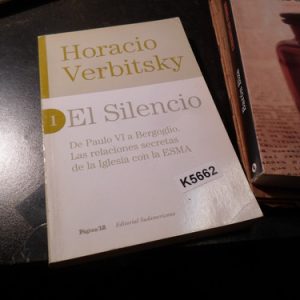 Horacio
Verbitsky
1 El Silencio
De Paulo VI a Bergoglio.
Las relaciones secretas
de la Iglesia con la ESMA
K5662
Página/12 Editorial Sudamericana